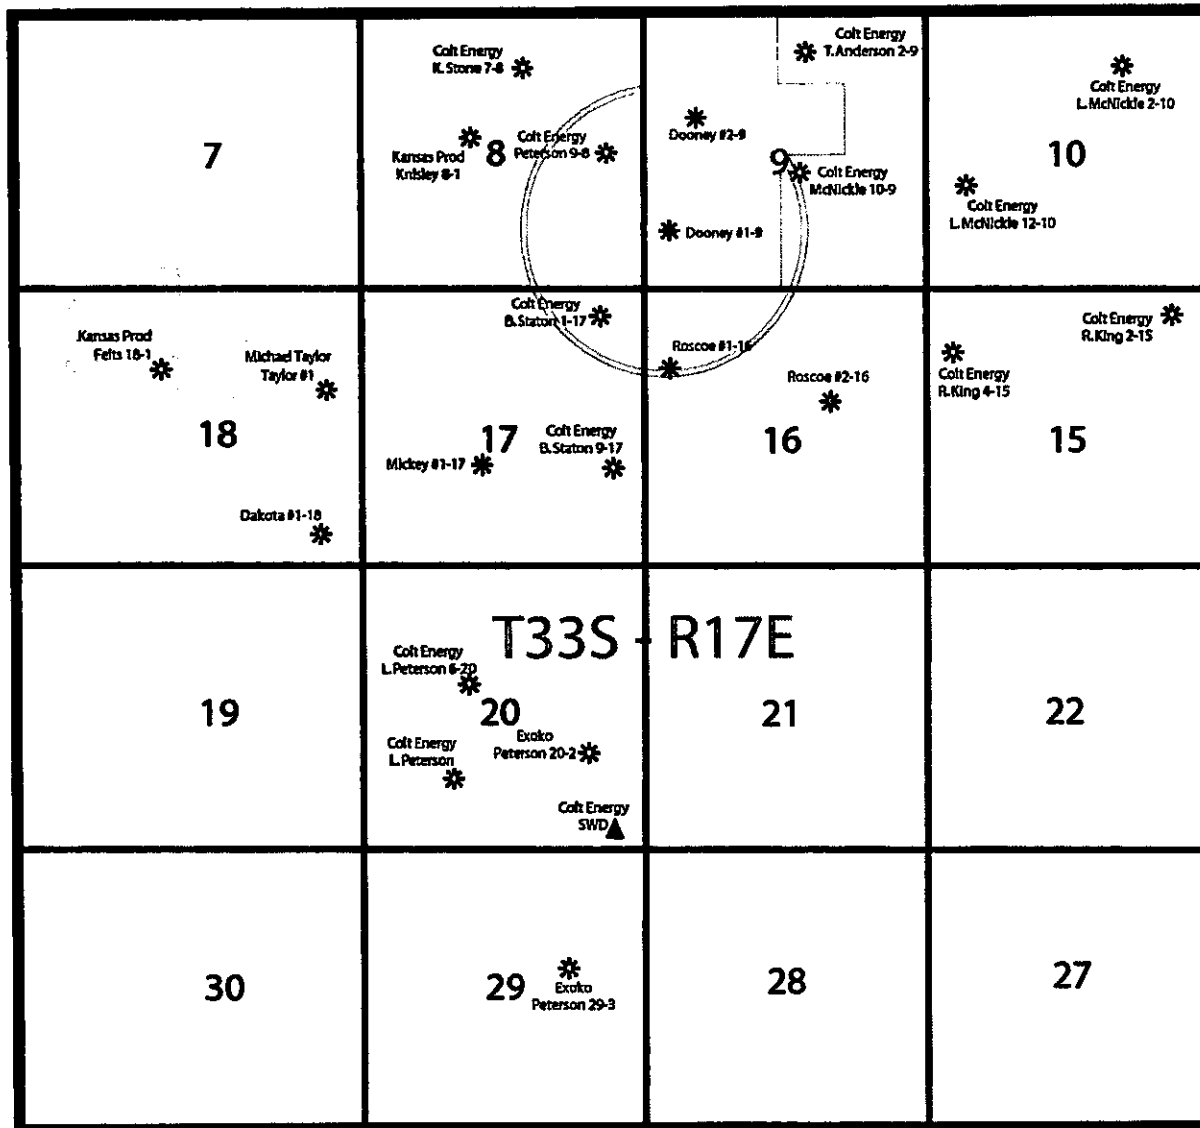 Colt Energy
K. Stone 7-8
Colt Energy
T. Anderson 2-9
Colt Energy
L. McNickle 2-10
Dooney #2-9
7
Kansas Prod
Knisley 8-1
8
Colt Energy
Peterson 9-8
9
Colt Energy
McNickle 10-9
10
Colt Energy
L. McNickle 12-10
Dooney #1-9
Colt Energy
B. Staton 1-17
Colt Energy
R. King 2-15
Kansas Prod
Felts 18-1
Michael Taylor
Taylor #1
Roscoe #1-16
Roscoe #2-16
Colt Energy
R. King 4-15
18
17
Colt Energy
B. Staton 9-17
16
15
Mickey #1-17
Dakota #1-18
T33S - R17E
Colt Energy
L. Peterson 6-20
19
20
21
22
Exoko
Peterson 20-2
Colt Energy
L. Peterson
Colt Energy
SWD
30
29
28
27
Exoko
Peterson 29-3